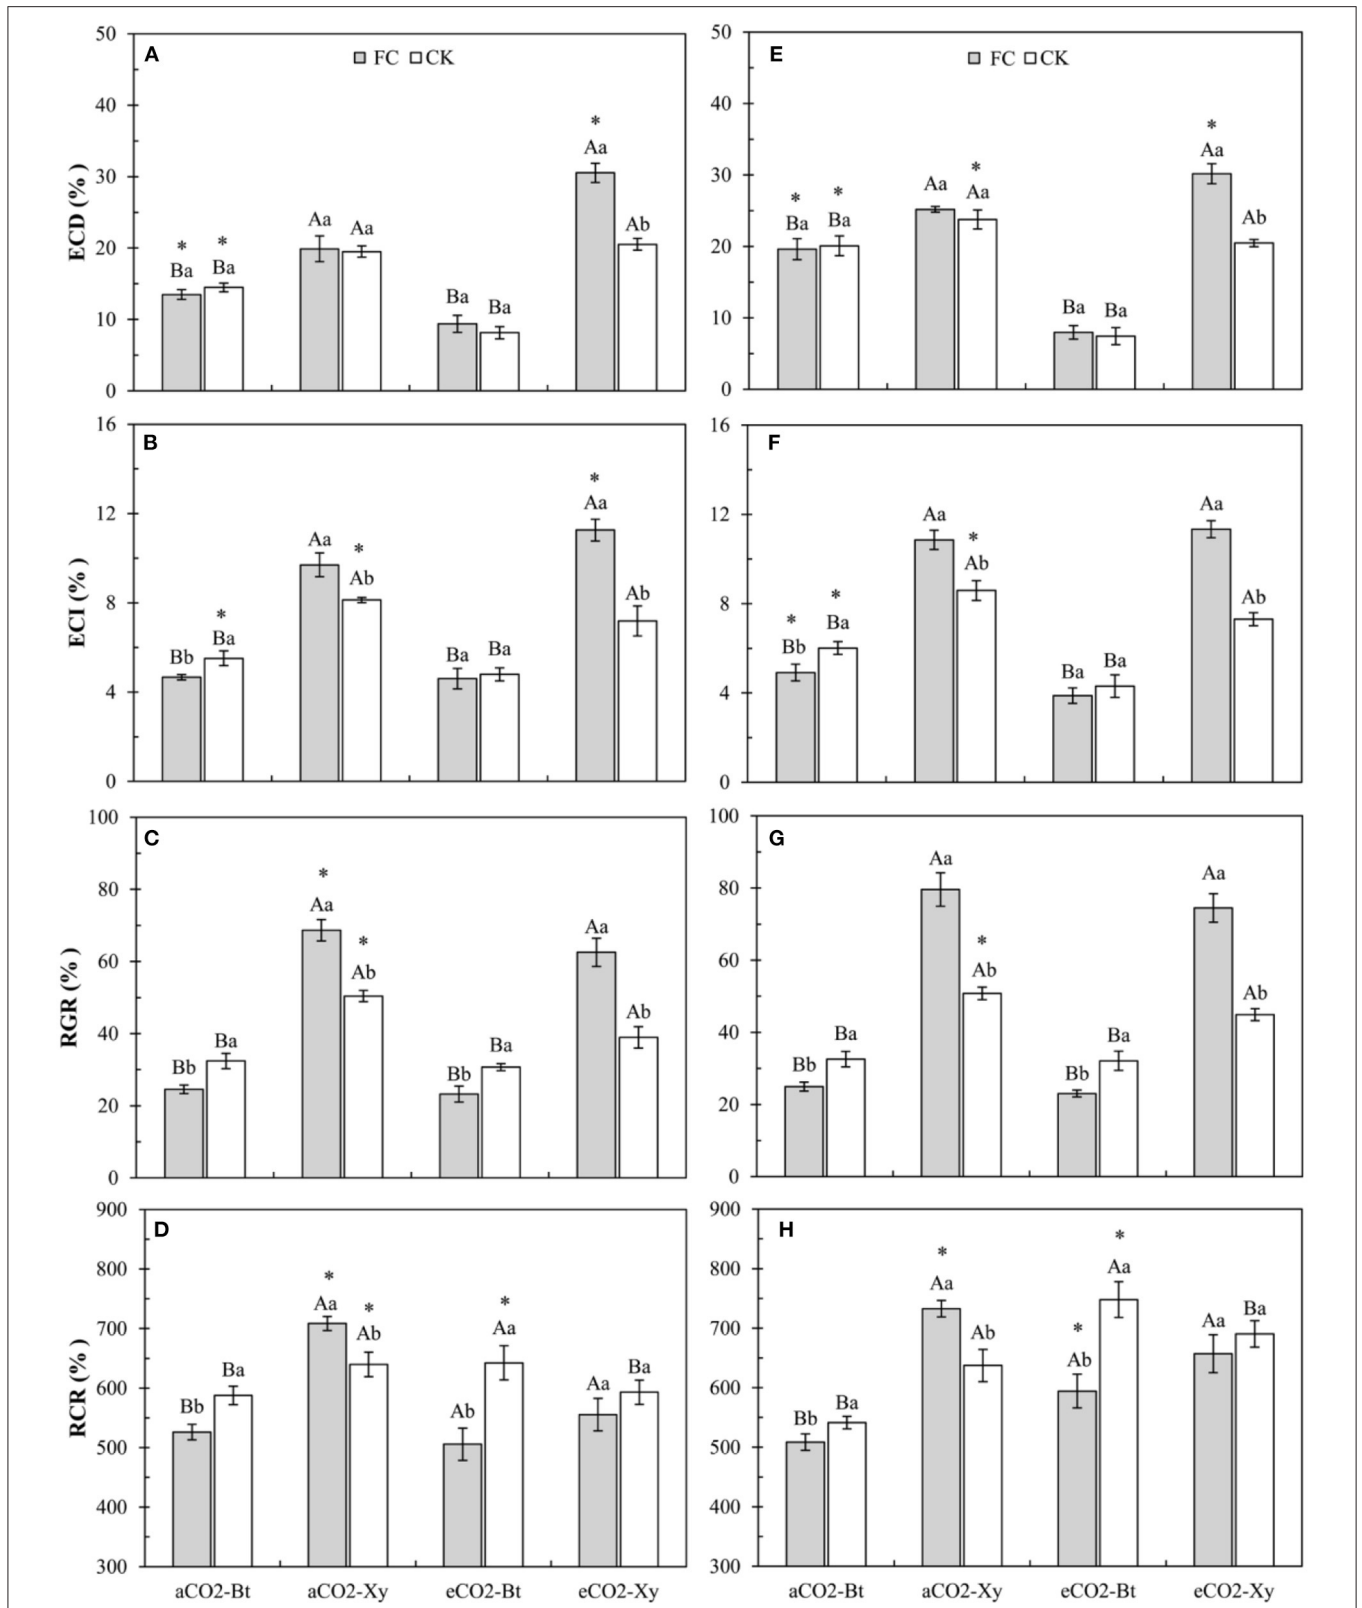 A
FC CK
50
40
30
20
10
0
ECD (%)
* Ba
* Ba
Aa
Aa
Ba
Ba
* Aa
Ab
E
FC CK
50
40
30
20
10
0
* Ba
* Ba
Aa
* Aa
Ba
Ba
* Aa
Ab
B
16
12
8
4
0
ECI (%)
Bb
* Ba
Aa
* Ab
Ba
Ba
* Aa
Ab
F
16
12
8
4
0
* Bb
* Ba
Aa
* Ab
Ba
Ba
Aa
Ab
C
100
80
60
40
20
0
RGR (%)
Bb
Ba
* Aa
* Ab
Bb
Ba
Aa
Ab
G
100
80
60
40
20
0
Bb
Ba
Aa
* Ab
Bb
Ba
Aa
Ab
D
900
800
700
600
500
400
300
RCR (%)
Bb
Ba
* Aa
* Ab
Ab
* Aa
Aa
Ba
aCO2-Bt aCO2-Xy eCO2-Bt eCO2-Xy
H
900
800
700
600
500
400
300
Bb
Ba
* Aa
Ab
* Ab
* Aa
Aa
Ba
aCO2-Bt aCO2-Xy eCO2-Bt eCO2-Xy